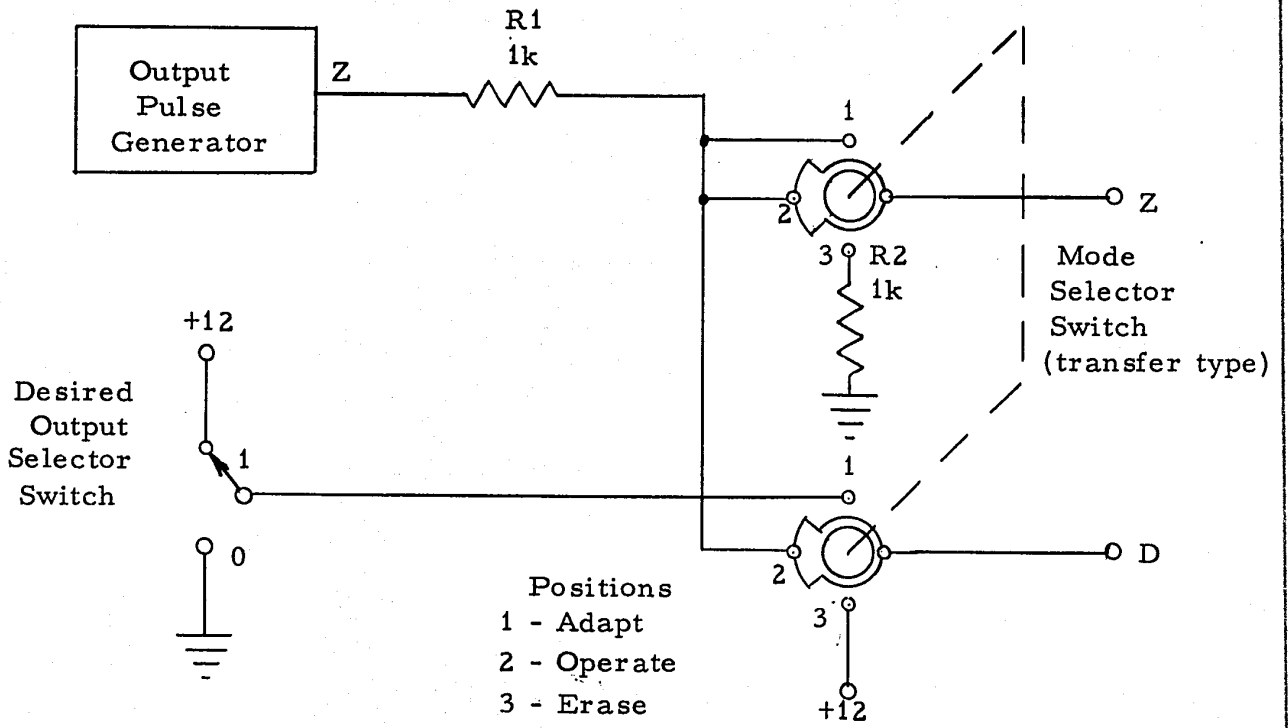 R1
1k
Output
Pulse
Generator
Z
1
2
Z
3
R2
1k
Mode
Selector
Switch
(transfer type)
+12
Desired
Output
Selector
Switch
1
0
1
2
D
3
+12
Positions
1 - Adapt
2 - Operate
3 - Erase